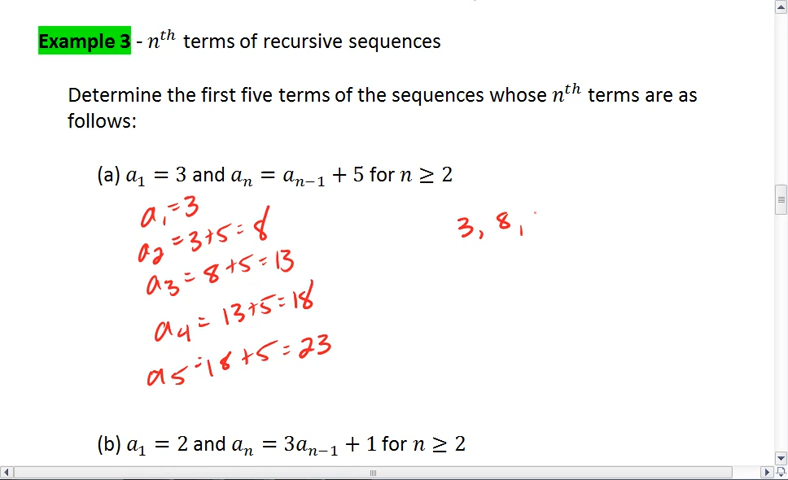 Example 3 - nᵗʰ terms of recursive sequences
Determine the first five terms of the sequences whose nᵗʰ terms are as
follows:
(a) a₁ = 3 and aₙ = aₙ₋₁ + 5 for n ≥ 2
a₁ = 3
a₂ = 3+5 = 8
3, 8,
a₃ = 8+5 = 13
a₄ = 13+5 = 18
a₅ = 18+5 = 23
(b) a₁ = 2 and aₙ = 3aₙ₋₁ + 1 for n ≥ 2